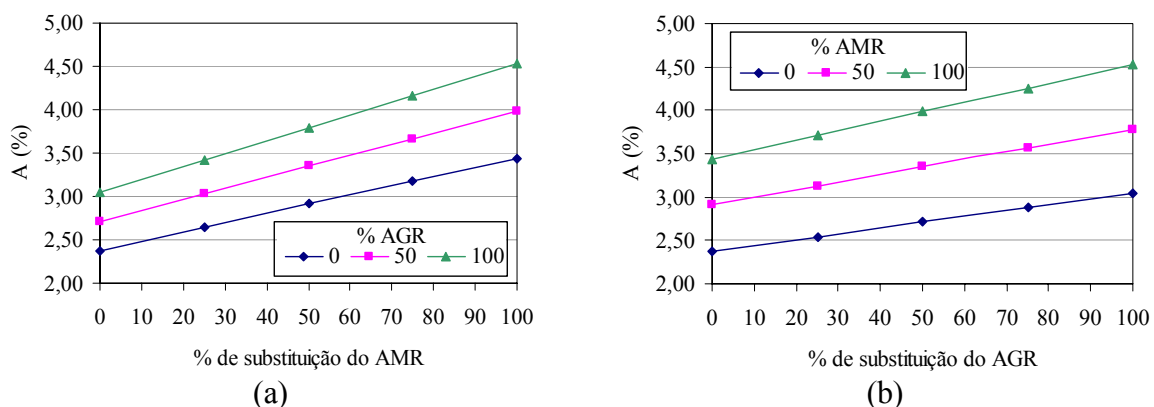 5,00
4,50
4,00
3,50
3,00
2,50
2,00
A (%)
% AGR
0 50 100
0 10 20 30 40 50 60 70 80 90 100
% de substituição do AMR
(a)
5,00
4,50
4,00
3,50
3,00
2,50
2,00
A (%)
% AMR
0 50 100
0 10 20 30 40 50 60 70 80 90 100
% de substituição do AGR
(b)